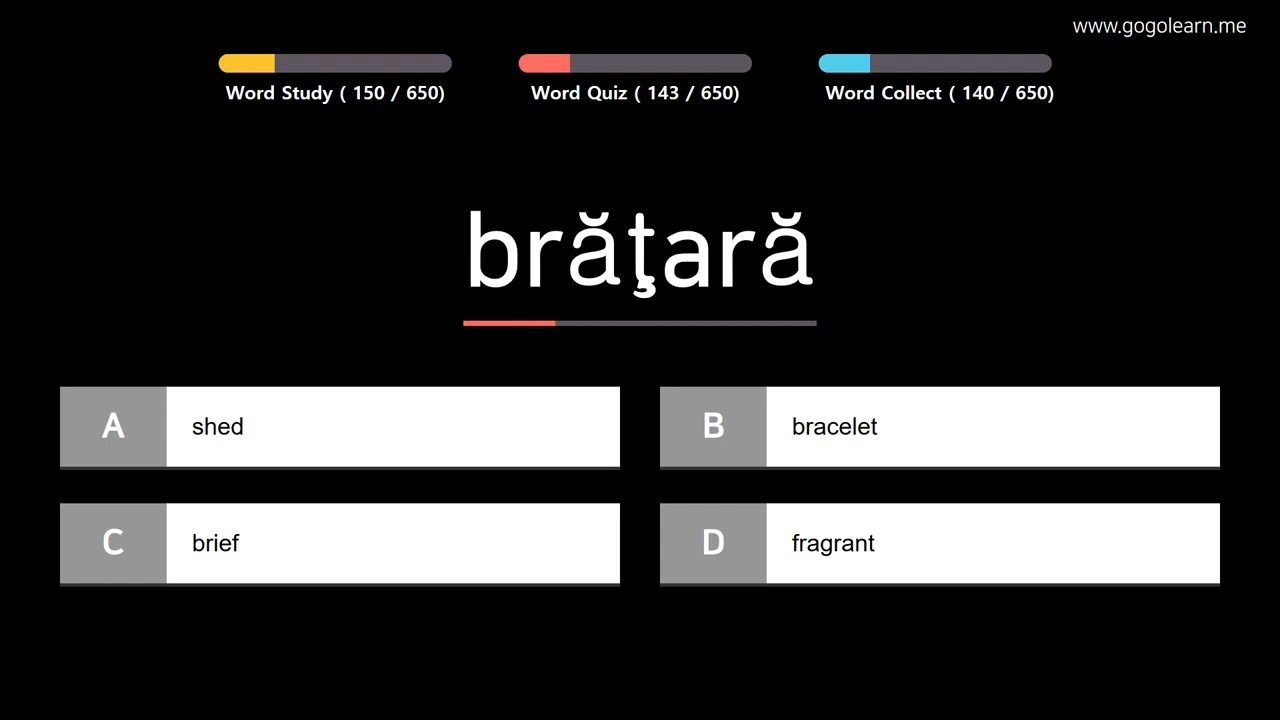 www.gogolearn.me
Word Study ( 150 / 650)
Word Quiz ( 143 / 650)
Word Collect ( 140 / 650)
brăţară
A shed
B bracelet
C brief
D fragrant